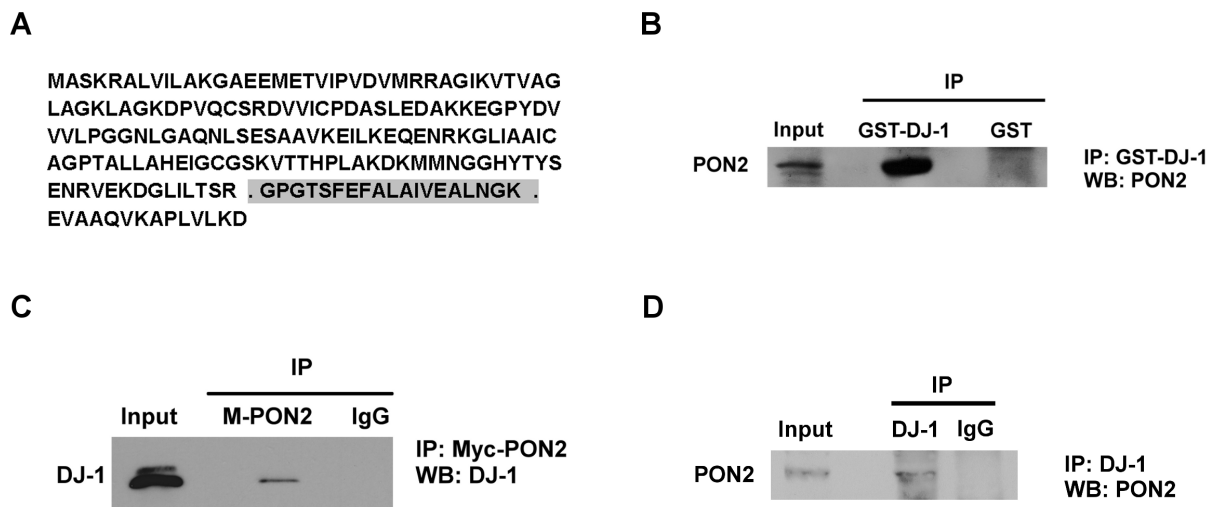 A
MASKRALVILAKGAEEMETVIPVDVMRRAGIKVTVAG
LAGKLAGKDPVQCSRDVVICPDASLEDAKKEGPYDV
VVLPGGNLGAQNLSESAAVKEILKEQENRKGLIAAIC
AGPTALLAHEIGCGSKVTTHPLAKDKMMNGGHYTYS
ENRVEKDGLILTSR . GPGTSFEFALAIVEALNGK .
EVAAQVKAPLVLKD
B
IP
Input GST-DJ-1 GST
PON2
IP: GST-DJ-1
WB: PON2
C
IP
Input M-PON2 IgG
DJ-1
IP: Myc-PON2
WB: DJ-1
D
IP
Input DJ-1 IgG
PON2
IP: DJ-1
WB: PON2